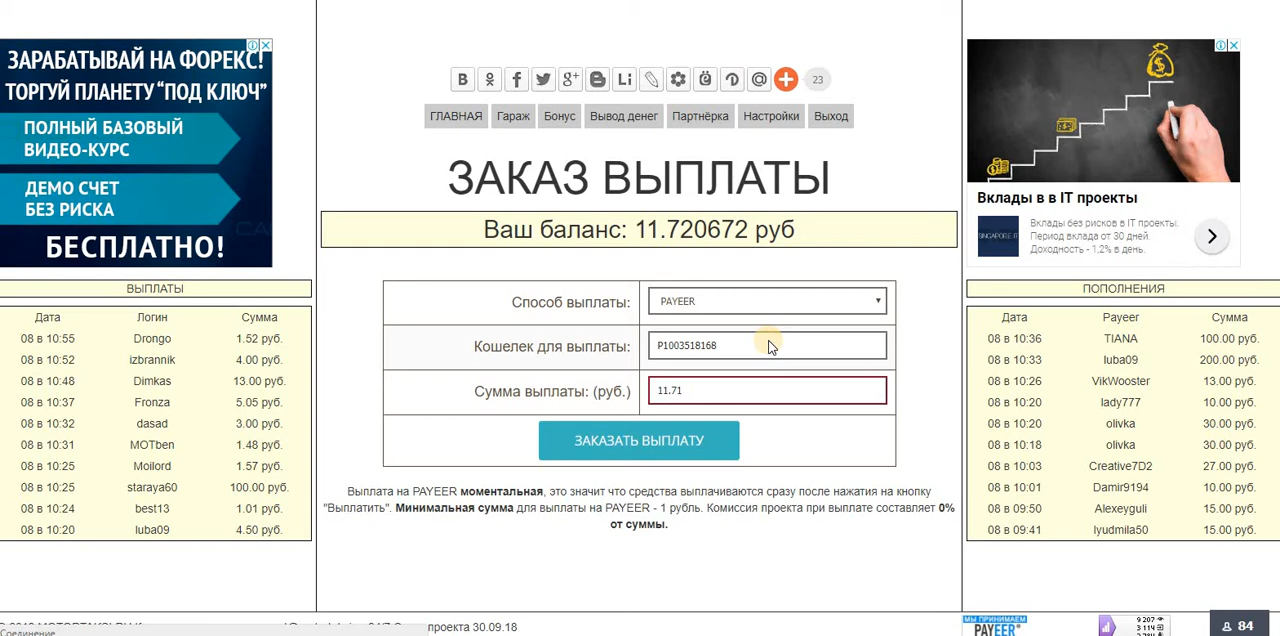 ЗАРАБАТЫВАЙ НА ФОРЕКС!
ТОРГУЙ ПЛАНЕТУ “ПОД КЛЮЧ”
ПОЛНЫЙ БАЗОВЫЙ
ВИДЕО-КУРС
ДЕМО СЧЕТ
БЕЗ РИСКА
БЕСПЛАТНО!
ВЫПЛАТЫ
Дата Логин Сумма
08 в 10:55 Drongo 1.52 руб.
08 в 10:52 izbrannik 4.00 руб.
08 в 10:48 Dimkas 13.00 руб.
08 в 10:37 Fronza 5.05 руб.
08 в 10:32 dasad 3.00 руб.
08 в 10:31 MOTben 1.48 руб.
08 в 10:25 Moilord 1.57 руб.
08 в 10:25 staraya60 100.00 руб.
08 в 10:24 best13 1.01 руб.
08 в 10:20 luba09 4.50 руб.
23
ГЛАВНАЯ Гараж Бонус Вывод денег Партнёрка Настройки Выход
ЗАКАЗ ВЫПЛАТЫ
Ваш баланс: 11.720672 руб
Способ выплаты: PAYEER
Кошелек для выплаты: P1003518168
Сумма выплаты: (руб.) 11.71
ЗАКАЗАТЬ ВЫПЛАТУ
Выплата на PAYEER моментальная, это значит что средства выплачиваются сразу после нажатия на кнопку
"Выплатить". Минимальная сумма для выплаты на PAYEER - 1 рубль. Комиссия проекта при выплате составляет 0%
от суммы.
Вклады в в IT проекты
Вклады без рисков в IT проекты.
Период вклада от 30 дней.
Доходность - 1,2% в день.
SINGAPORE-IT
ПОПОЛНЕНИЯ
Дата Payeer Сумма
08 в 10:36 TIANA 100.00 руб.
08 в 10:33 luba09 200.00 руб.
08 в 10:26 VikWooster 13.00 руб.
08 в 10:20 lady777 10.00 руб.
08 в 10:20 olivka 30.00 руб.
08 в 10:18 olivka 30.00 руб.
08 в 10:03 Creative7D2 27.00 руб.
08 в 10:01 Damir9194 10.00 руб.
08 в 09:50 Alexeyguli 15.00 руб.
08 в 09:41 lyudmila50 15.00 руб.
проекта 30.09.18
Соединение
МЫ ПРИНИМАЕМ
PAYEER
9 207
3 114
84